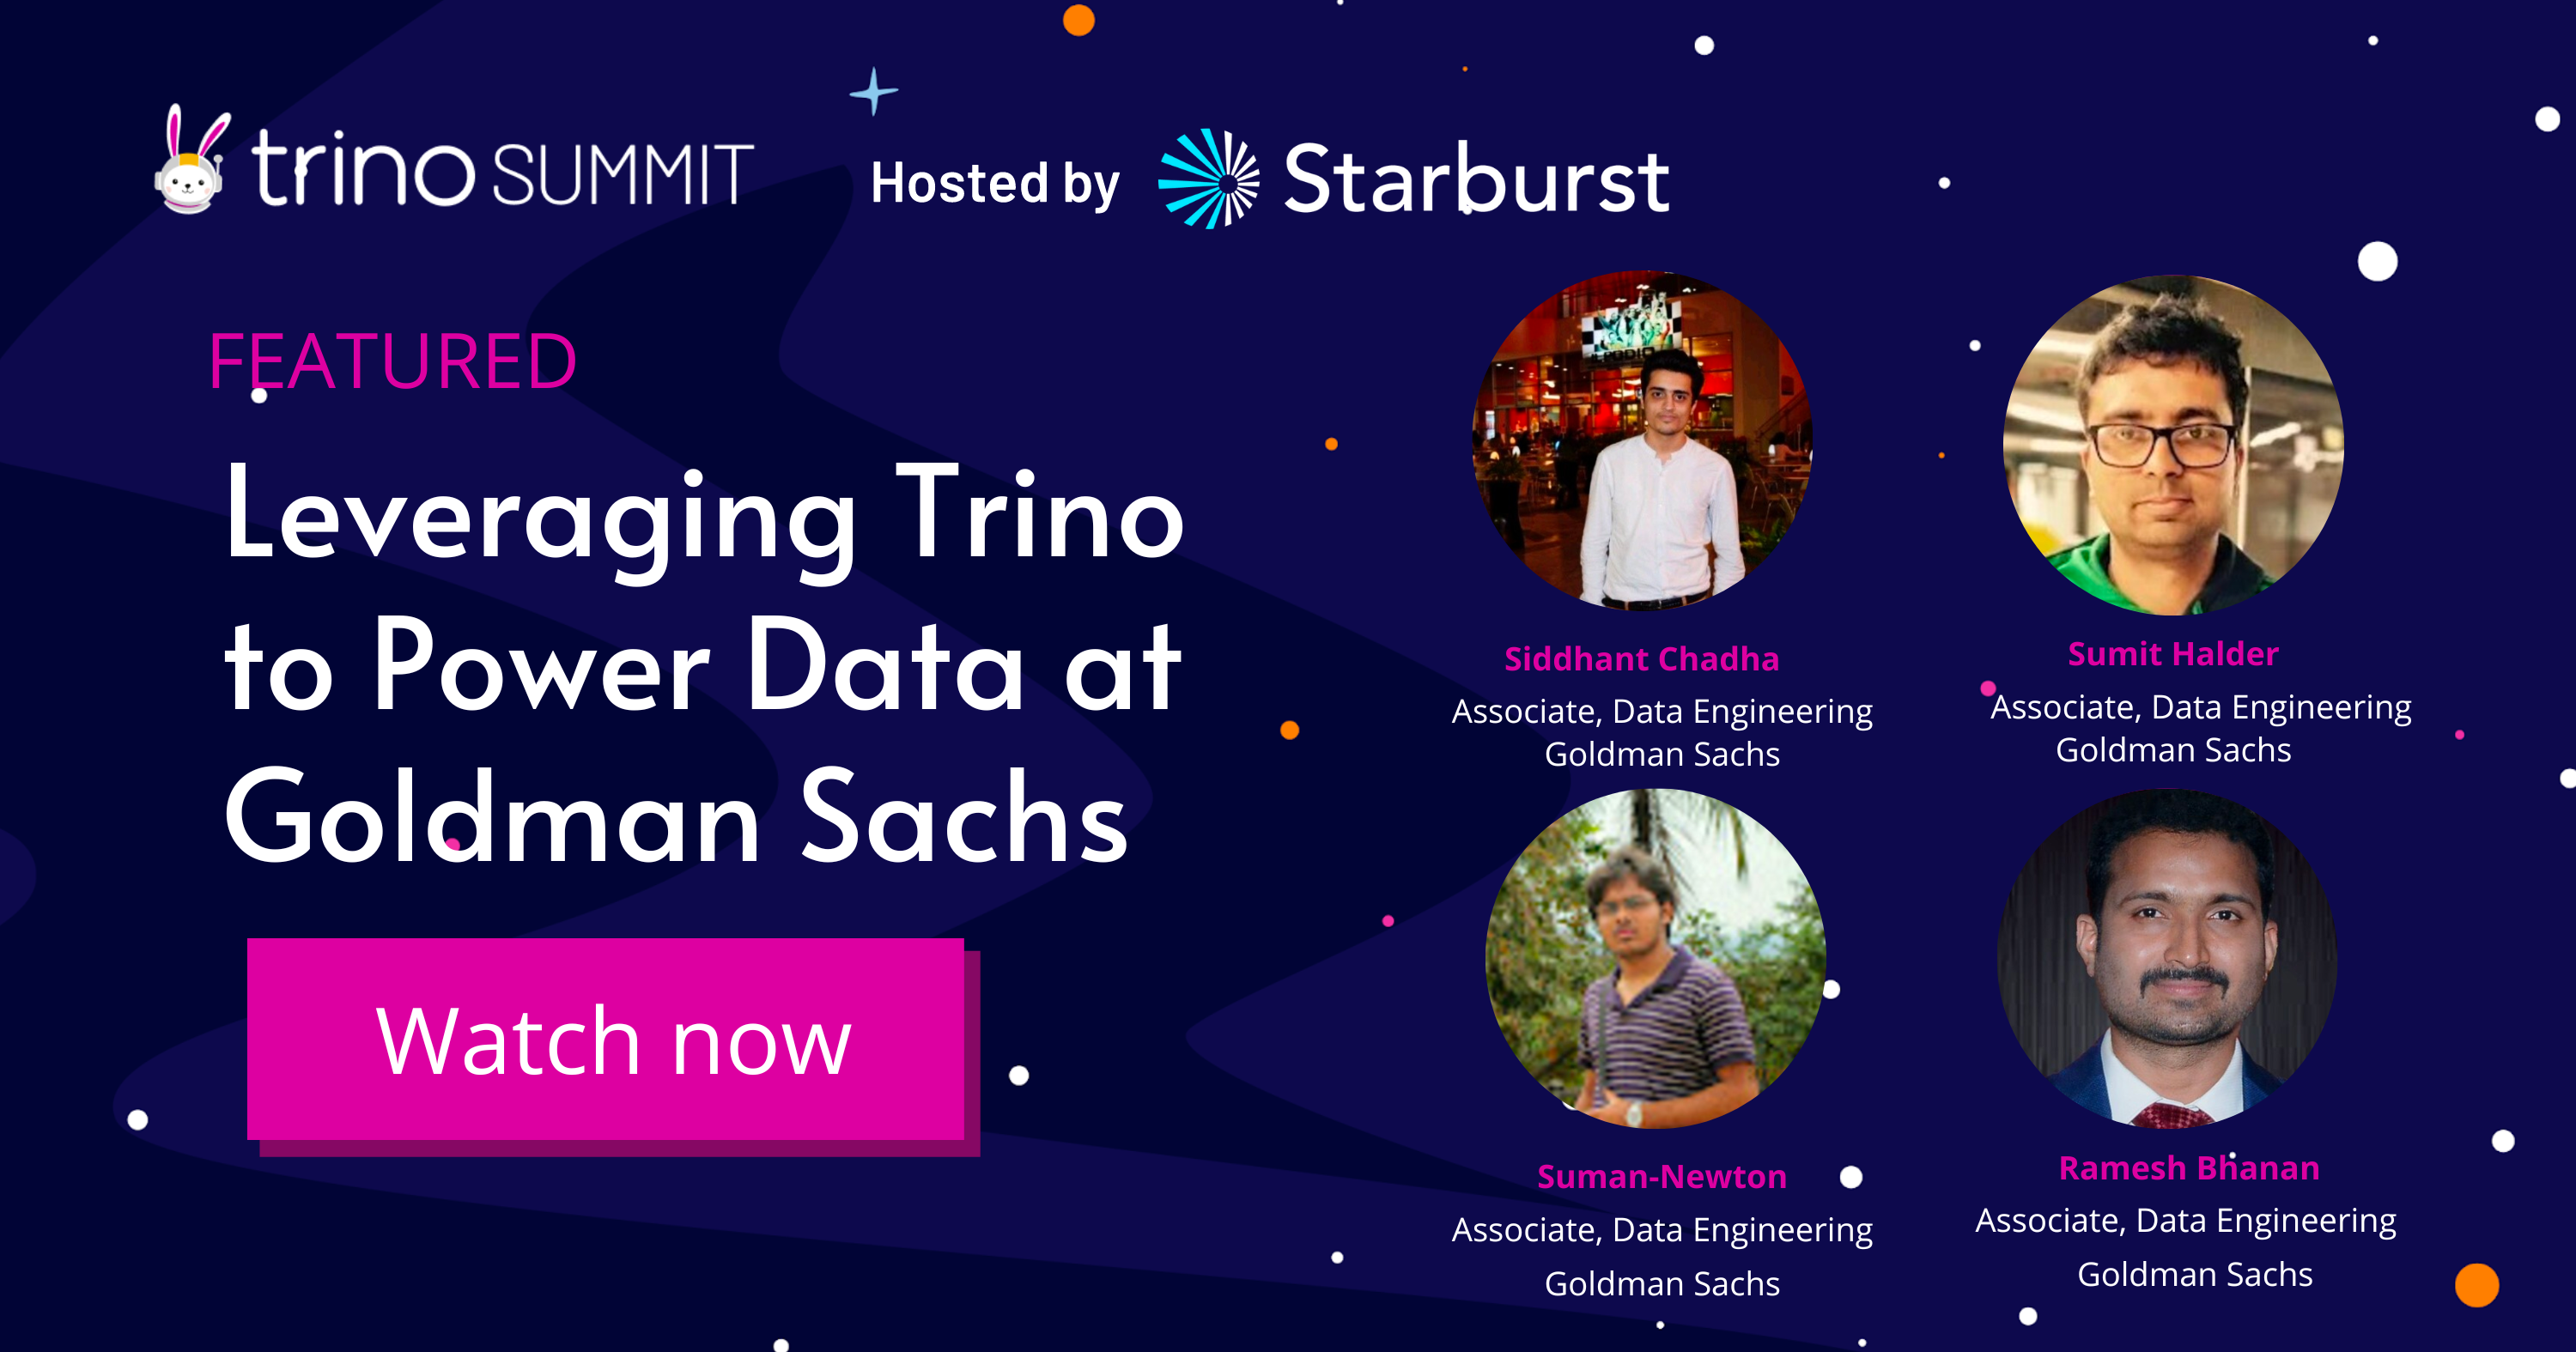 trino SUMMIT
Hosted by
Starburst
FEATURED
Leveraging Trino
to Power Data at
Goldman Sachs
Watch now
Siddhant Chadha
Associate, Data Engineering
Goldman Sachs
Sumit Halder
Associate, Data Engineering
Goldman Sachs
Suman-Newton
Associate, Data Engineering
Goldman Sachs
Ramesh Bhanan
Associate, Data Engineering
Goldman Sachs